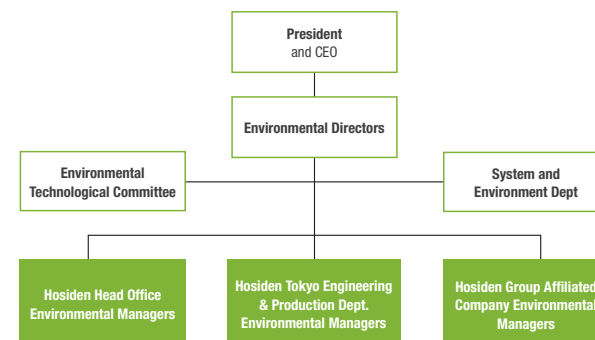 President
and CEO
Environmental Directors
Environmental
Technological Committee
System and
Environment Dept
Hosiden Head Office
Environmental Managers
Hosiden Tokyo Engineering
& Production Dept.
Environmental Managers
Hosiden Group Affiliated
Company Environmental
Managers